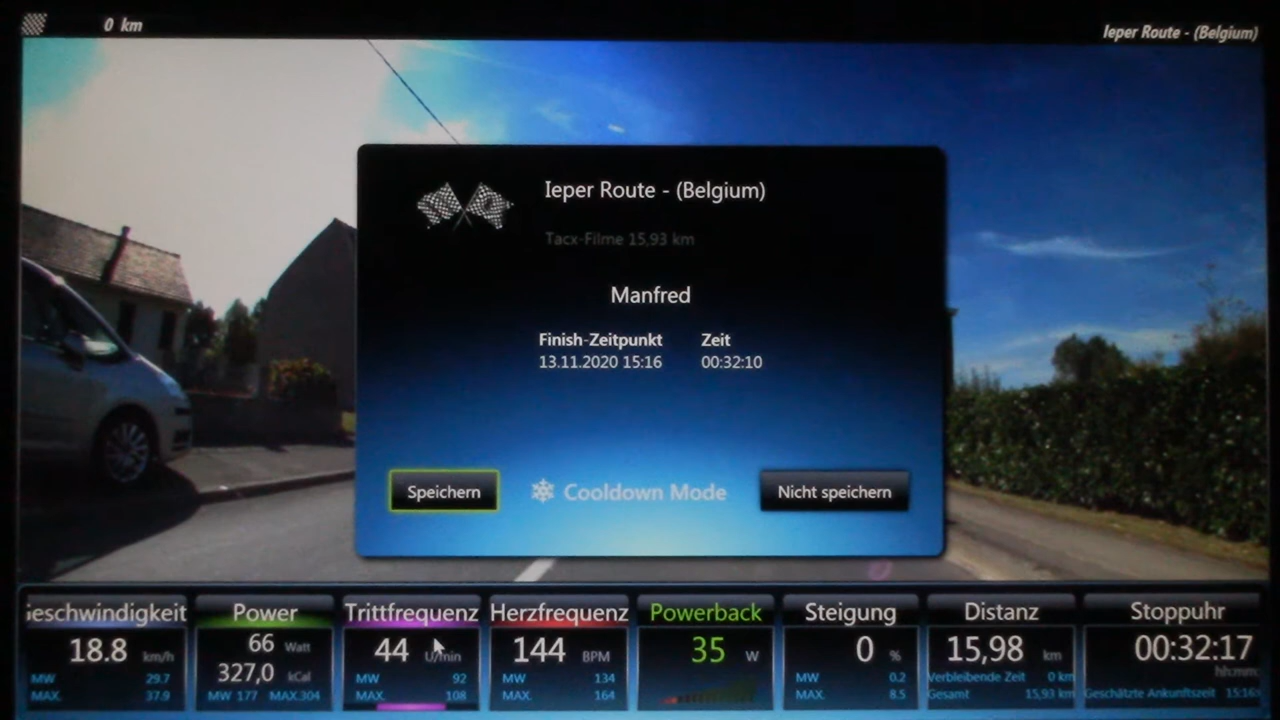 0 km
Ieper Route - (Belgium)
Ieper Route - (Belgium)
Tacx-Filme 15,93 km
Manfred
Finish-Zeitpunkt Zeit
13.11.2020 15:16 00:32:10
Speichern
Cooldown Mode
Nicht speichern
Geschwindigkeit
18.8 km/h
MW 29.7
MAX. 37.9
Power
66 Watt
327,0 kCal
MW 177 MAX.304
Trittfrequenz
44 U/min
MW 92
MAX. 108
Herzfrequenz
144 BPM
MW 134
MAX. 164
Powerback
35 W
Steigung
0 %
MW 0.2
MAX. 8.5
Distanz
15,98 km
Verbleibende Zeit 0 km
Gesamt 15,93 km
Stoppuhr
00:32:17
hh:mm:
Geschätzte Ankunftszeit 15:16